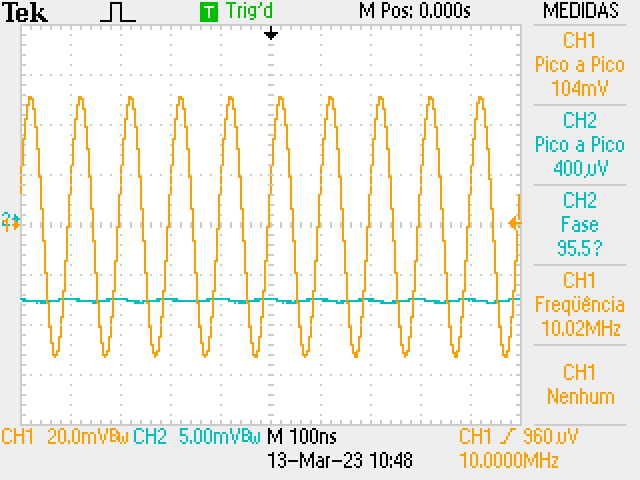 Tek T Trig'd M Pos: 0.000s MEDIDAS
CH1
Pico a Pico
104mV
CH2
Pico a Pico
400µV
CH2
Fase
95.5?
CH1
Freqüência
10.02MHz
CH1
Nenhum
2
1
CH1 20.0mVBw CH2 5.00mVBw M 100ns CH1 960µV
13-Mar-23 10:48 10.0000MHz